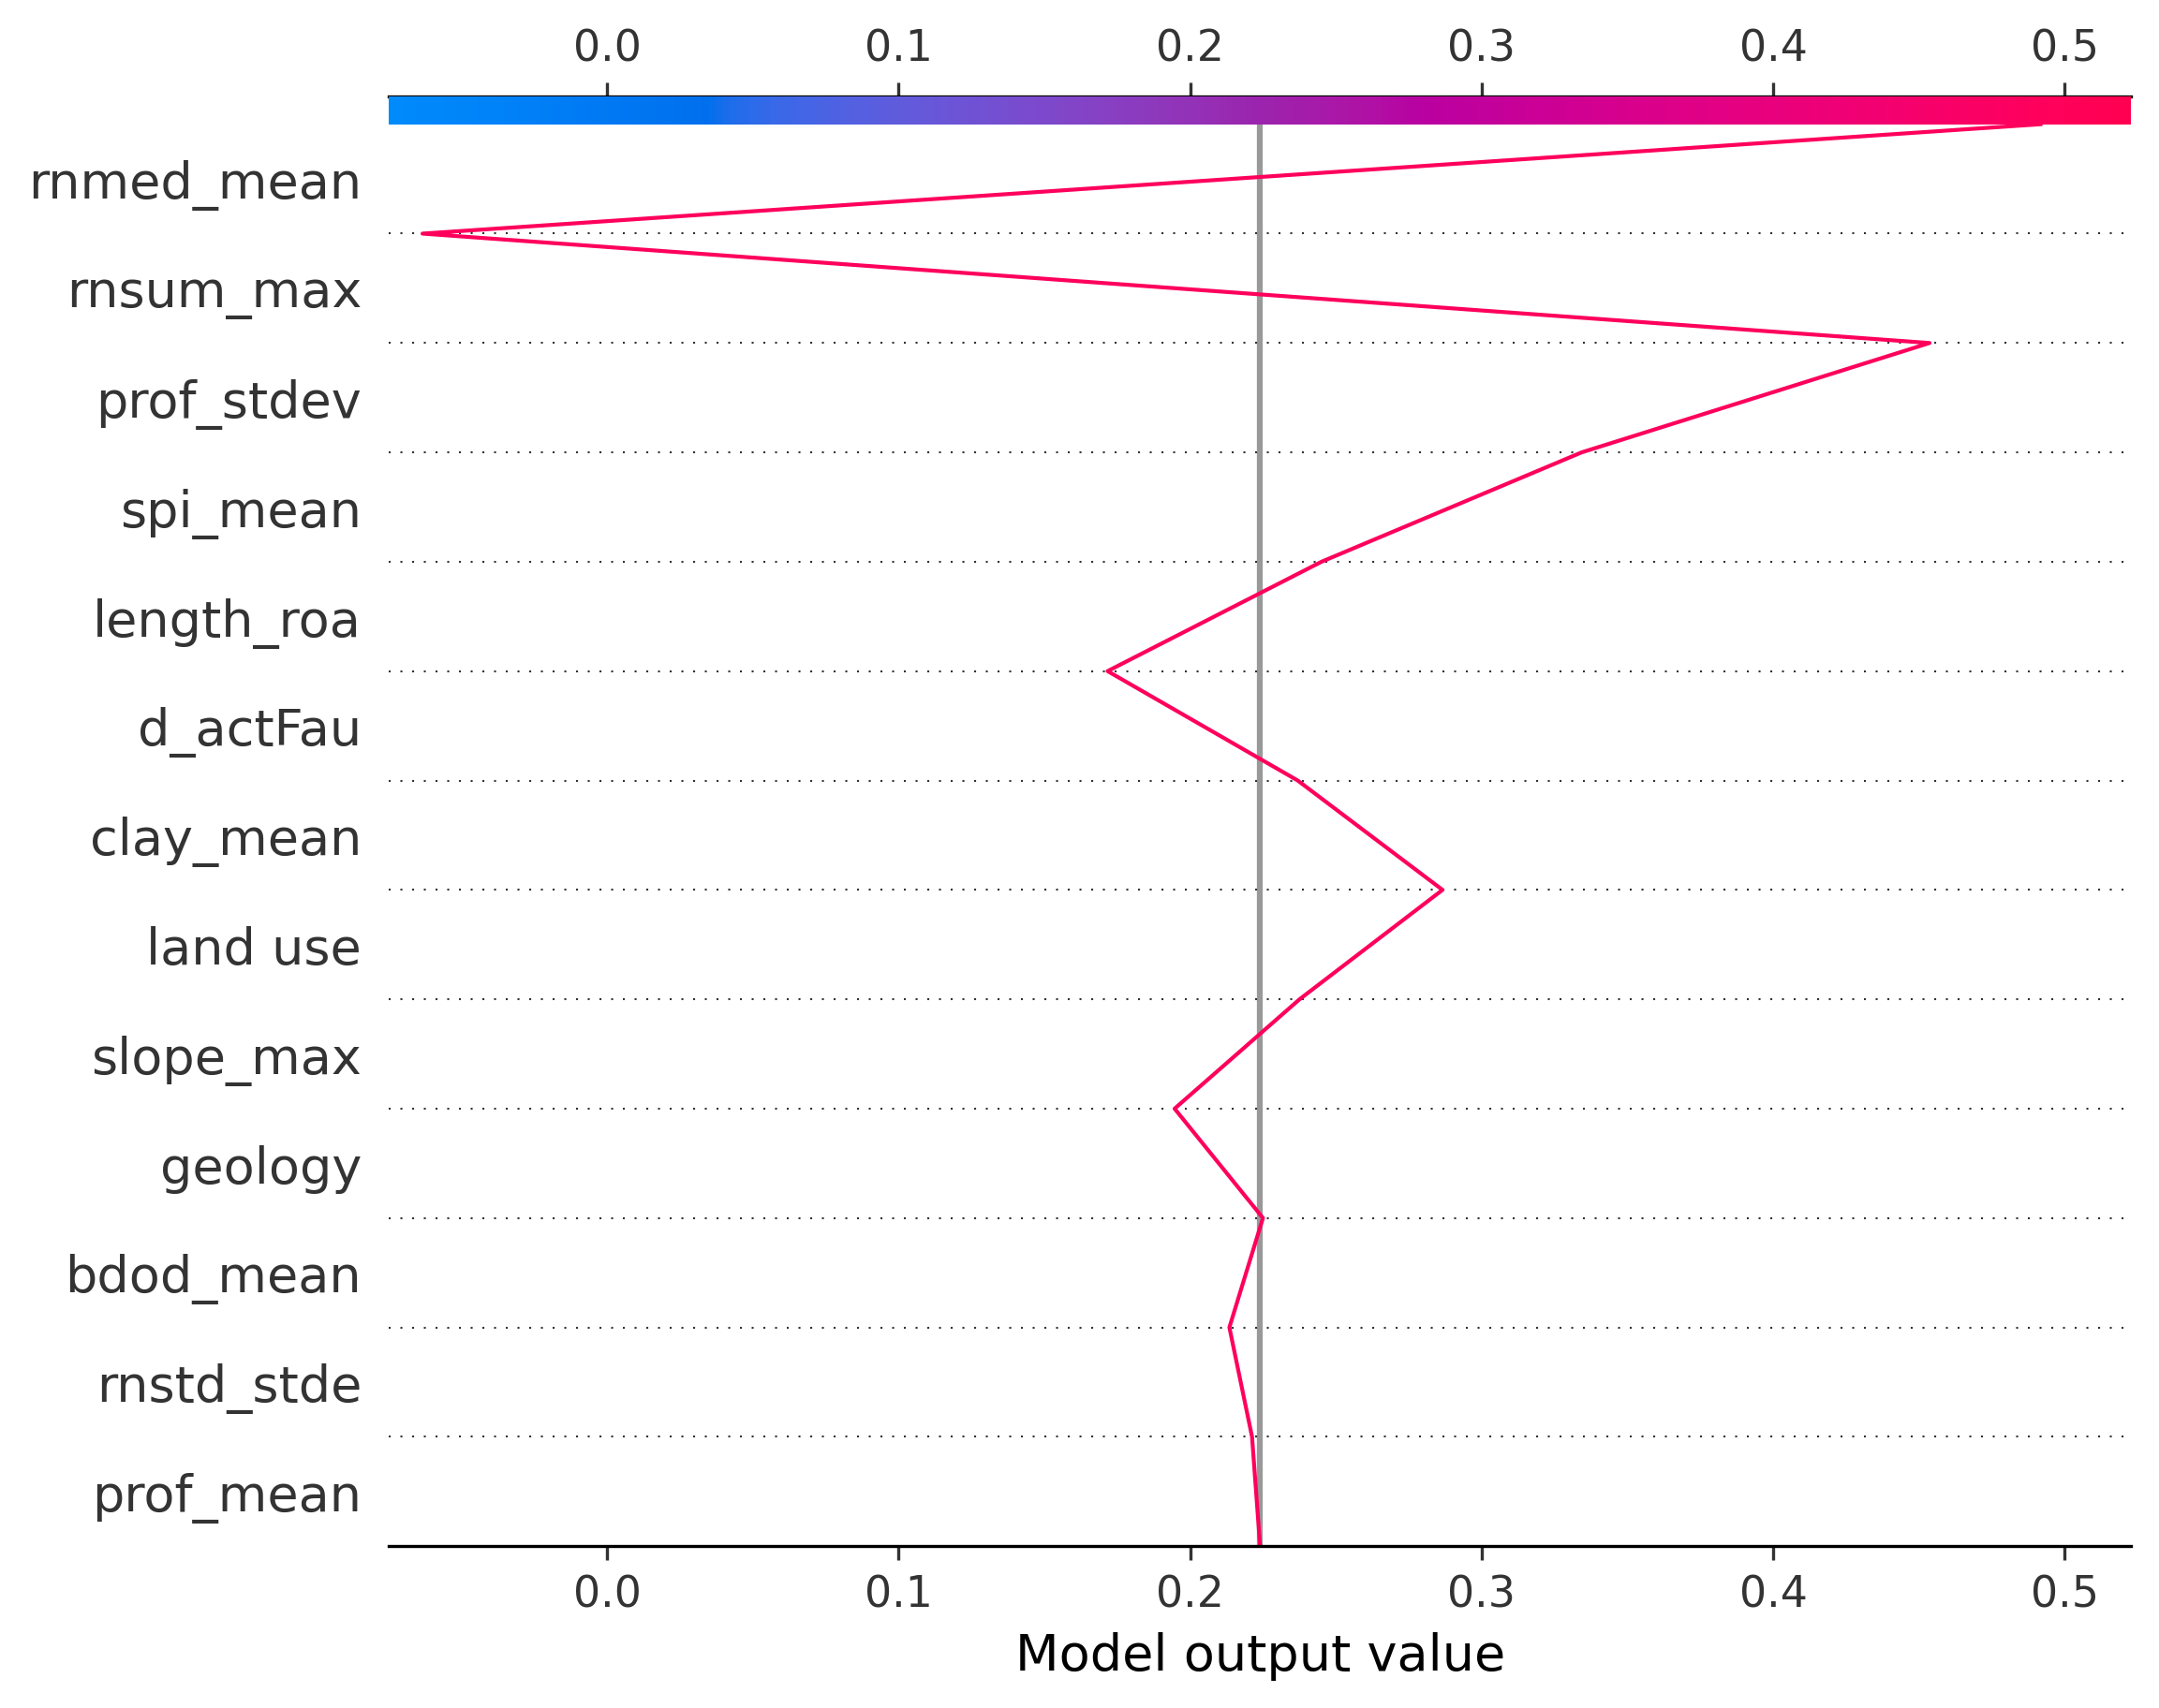 0.0 0.1 0.2 0.3 0.4 0.5
rnmed_mean
rnsum_max
prof_stdev
spi_mean
length_roa
d_actFau
clay_mean
land use
slope_max
geology
bdod_mean
rnstd_stde
prof_mean
0.0 0.1 0.2 0.3 0.4 0.5
Model output value